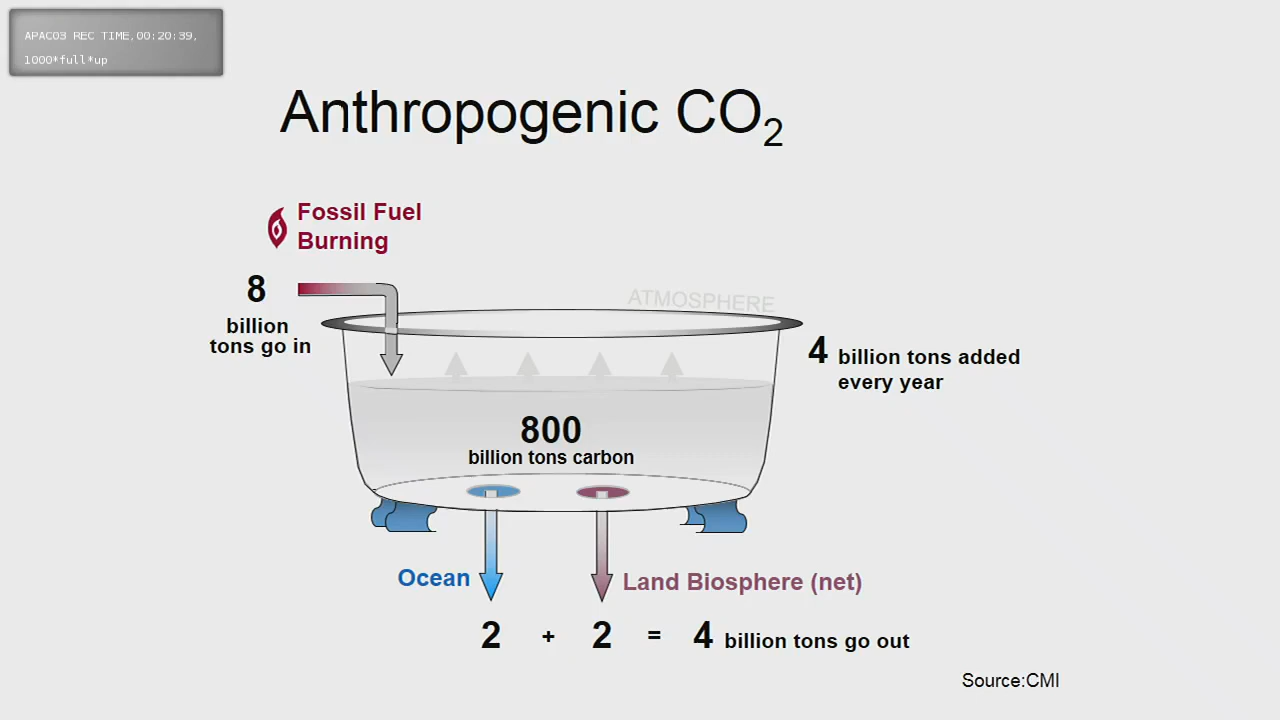 APAC03 REC TIME,00:20:39,
1000*full*up
Anthropogenic CO₂
Fossil Fuel
Burning
8
billion
tons go in
ATMOSPHERE
4 billion tons added
every year
800
billion tons carbon
Ocean
Land Biosphere (net)
2 + 2 = 4 billion tons go out
Source:CMI